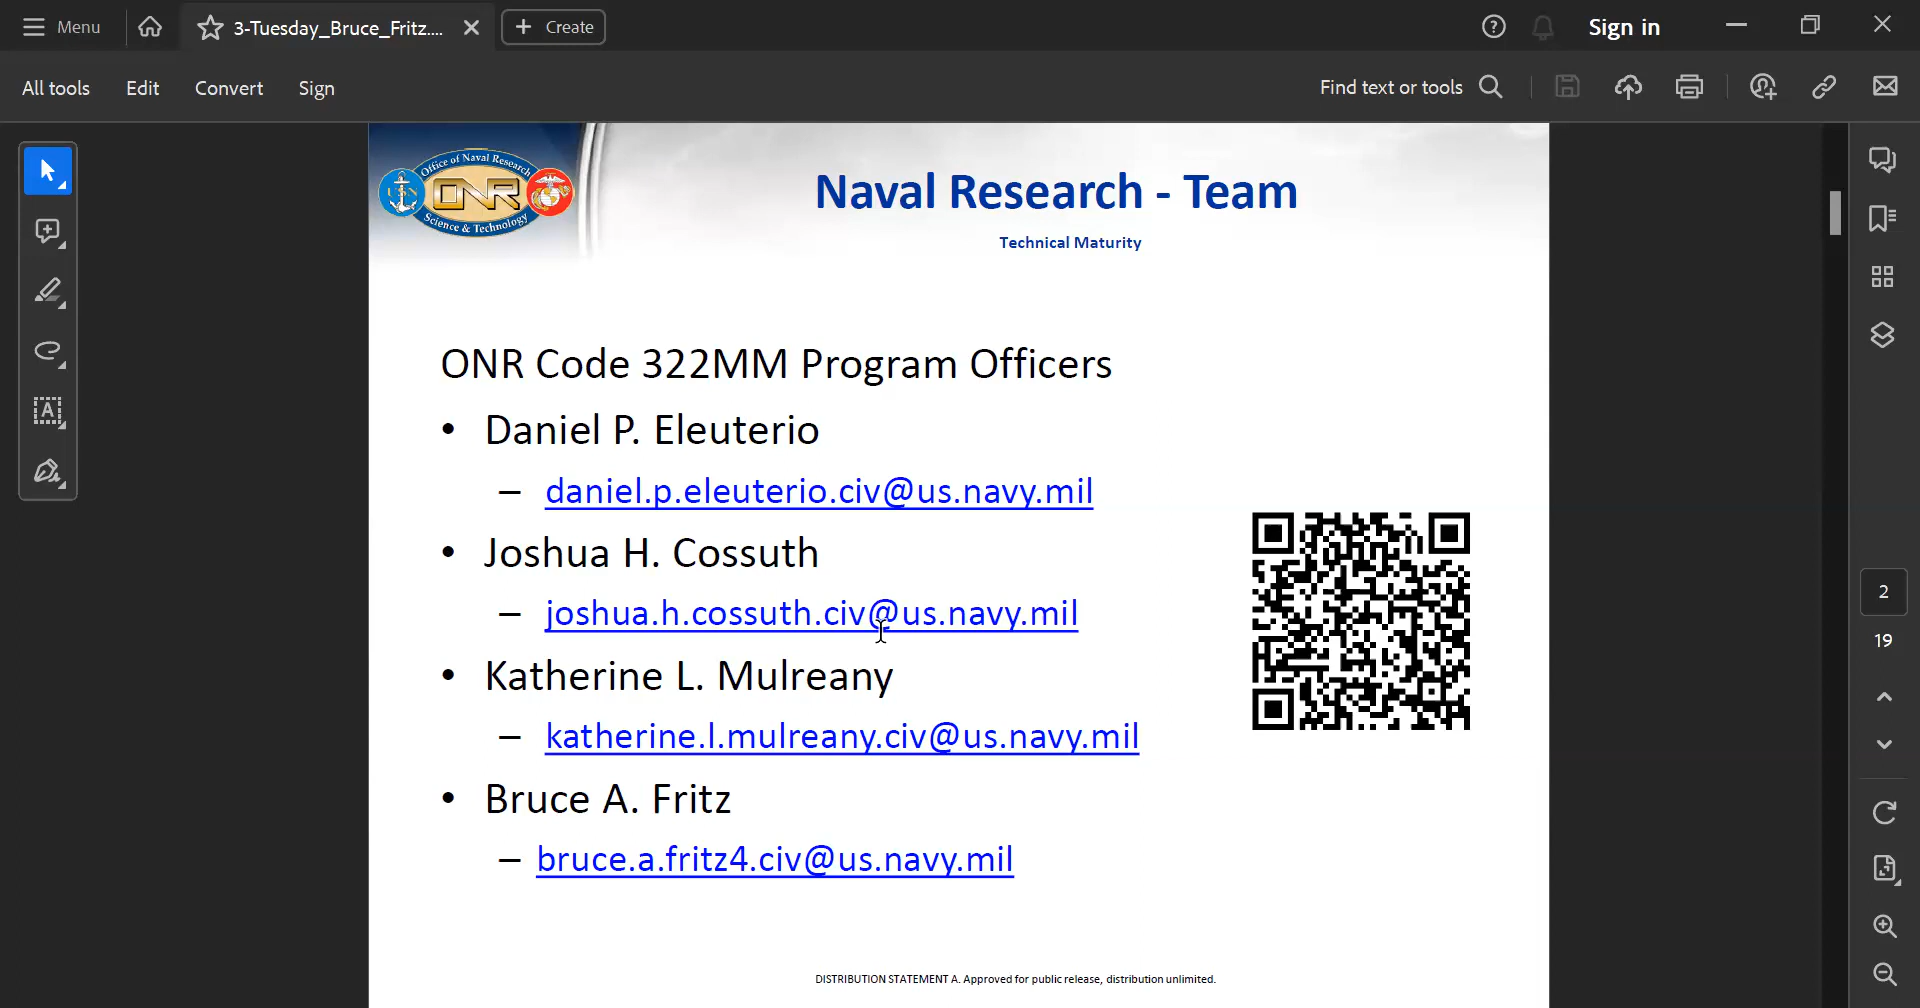 Menu
3-Tuesday_Bruce_Fritz....
Create
Sign in
All tools
Edit
Convert
Sign
Find text or tools
Office of Naval Research
USN
ONR
Science & Technology
Naval Research - Team
Technical Maturity
ONR Code 322MM Program Officers
• Daniel P. Eleuterio
– daniel.p.eleuterio.civ@us.navy.mil
• Joshua H. Cossuth
– joshua.h.cossuth.civ@us.navy.mil
• Katherine L. Mulreany
– katherine.l.mulreany.civ@us.navy.mil
• Bruce A. Fritz
– bruce.a.fritz4.civ@us.navy.mil
DISTRIBUTION STATEMENT A. Approved for public release, distribution unlimited.
2
19